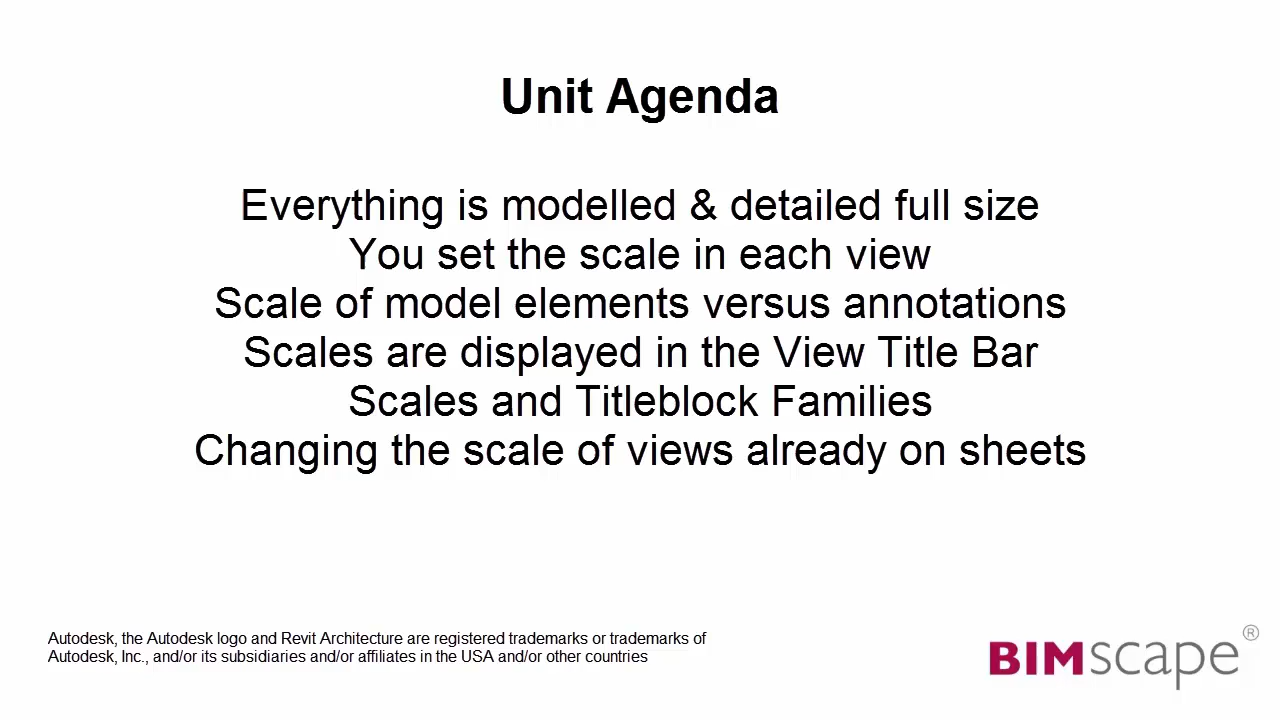 Unit Agenda
Everything is modelled & detailed full size
You set the scale in each view
Scale of model elements versus annotations
Scales are displayed in the View Title Bar
Scales and Titleblock Families
Changing the scale of views already on sheets
Autodesk, the Autodesk logo and Revit Architecture are registered trademarks or trademarks of
Autodesk, Inc., and/or its subsidiaries and/or affiliates in the USA and/or other countries
BIMscape®